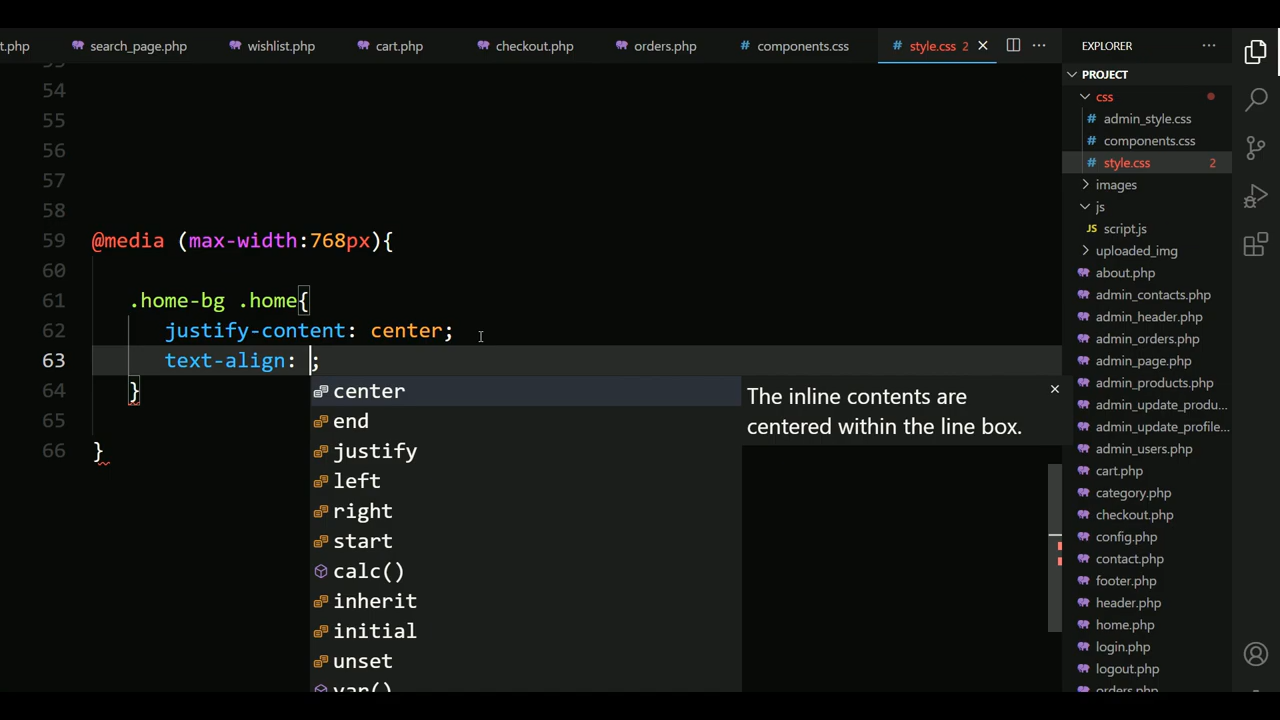 t.php
search_page.php
wishlist.php
cart.php
checkout.php
orders.php
components.css
style.css 2
54
55
56
57
58
59 @media (max-width:768px){
60
61 .home-bg .home{
62 justify-content: center;
63 text-align: ;
64 }
65
66 }
center
end
justify
left
right
start
calc()
inherit
initial
unset
var()
The inline contents are
centered within the line box.
EXPLORER
PROJECT
css
admin_style.css
components.css
style.css 2
images
js
JS script.js
uploaded_img
about.php
admin_contacts.php
admin_header.php
admin_orders.php
admin_page.php
admin_products.php
admin_update_produ...
admin_update_profile...
admin_users.php
cart.php
category.php
checkout.php
config.php
contact.php
footer.php
header.php
home.php
login.php
logout.php
orders.php